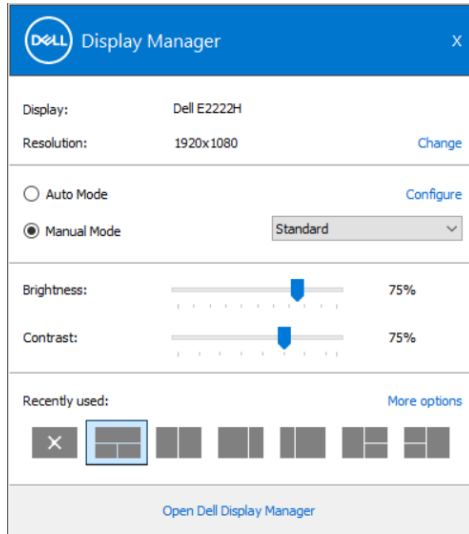 DELL Display Manager X
Display: Dell E2222H
Resolution: 1920x1080 Change
Auto Mode Configure
Manual Mode Standard
Brightness: 75%
Contrast: 75%
Recently used: More options
Open Dell Display Manager